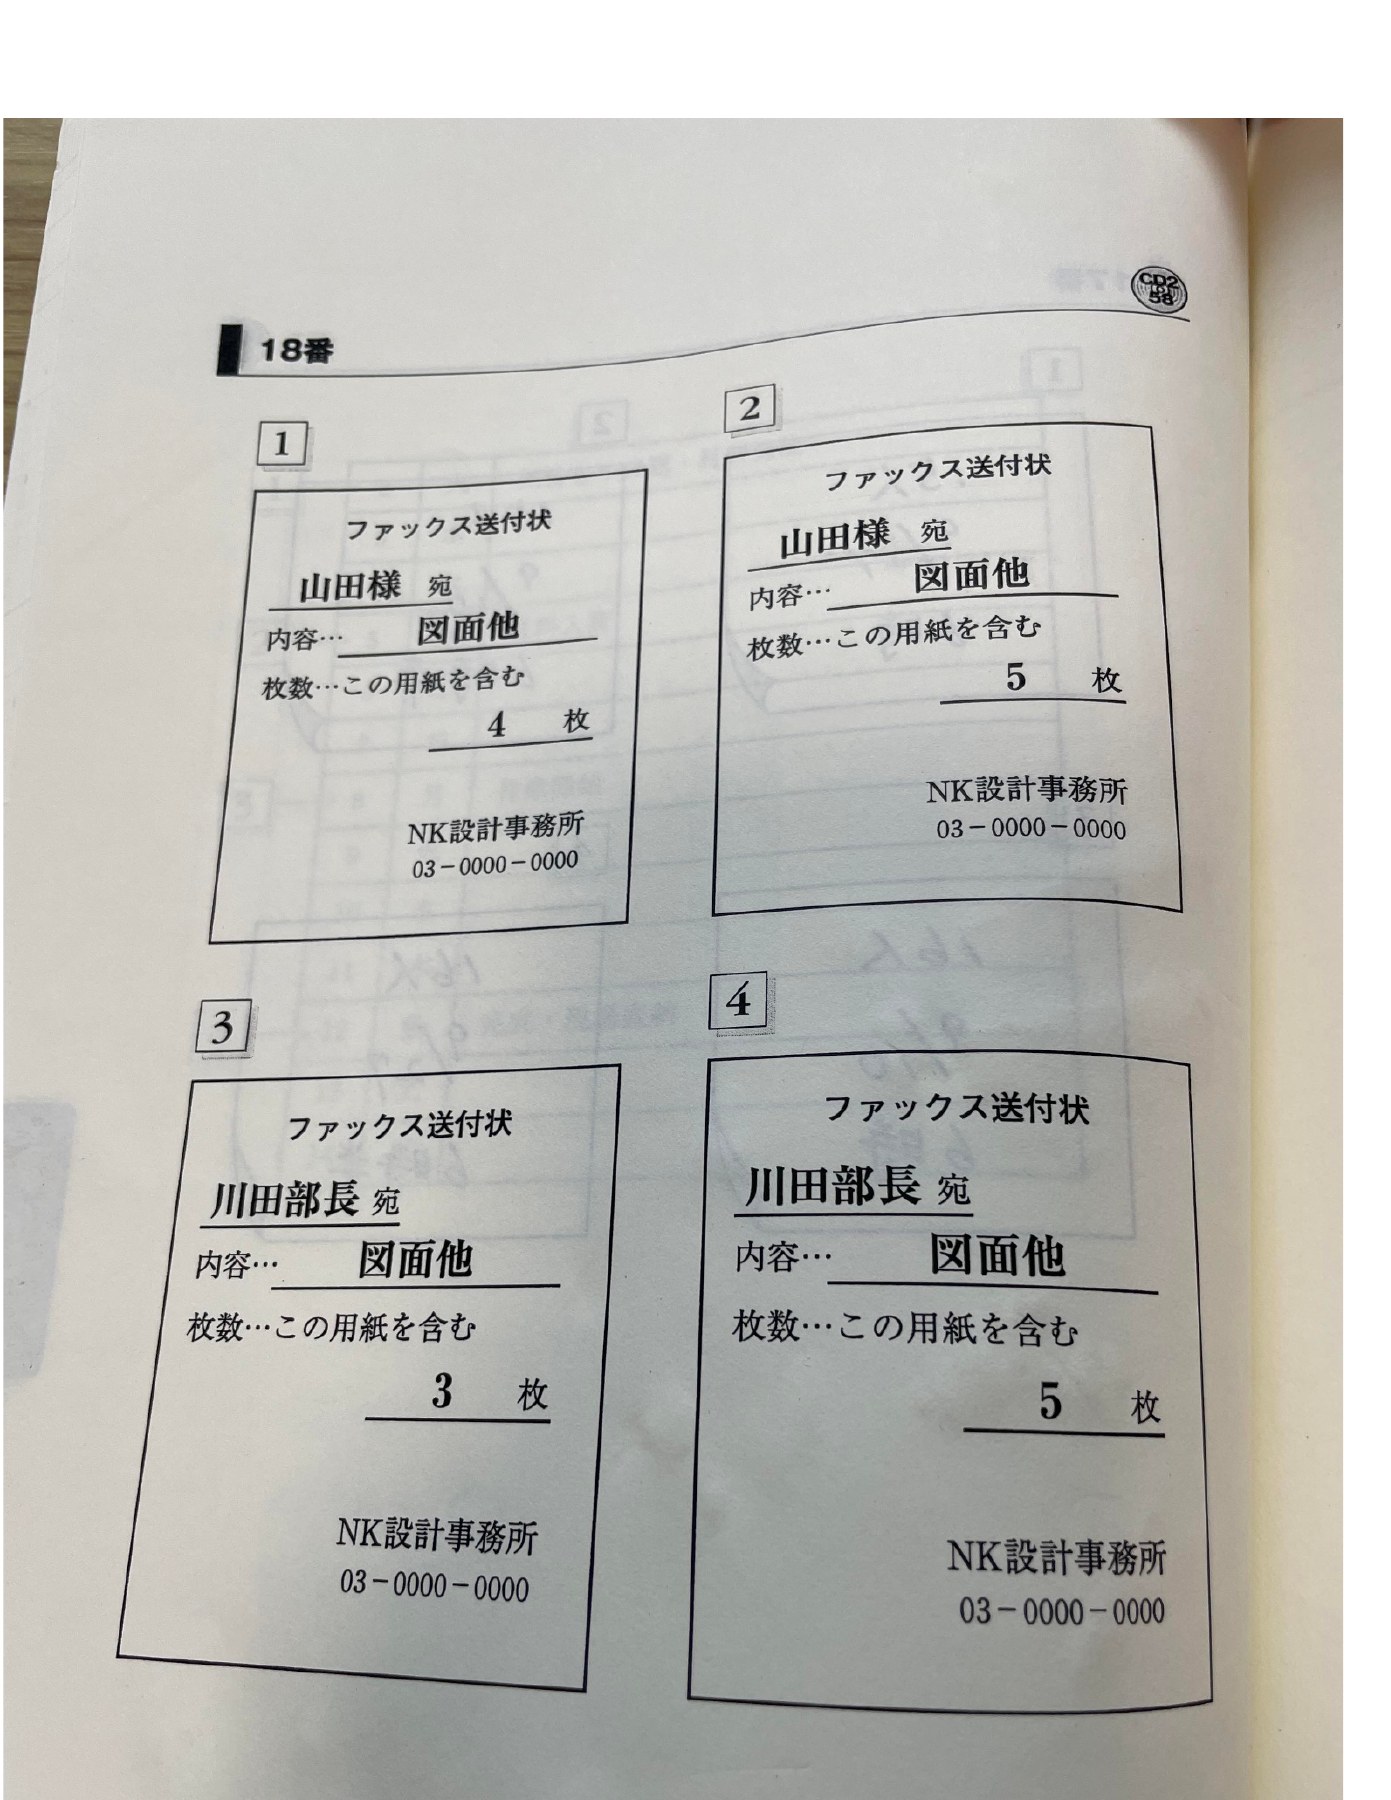 CD2
58
18番
1
ファックス送付状
山田様 宛
内容… 図面他
枚数…この用紙を含む
4 枚
NK設計事務所
03-0000-0000
2
ファックス送付状
山田様 宛
内容… 図面他
枚数…この用紙を含む
5 枚
NK設計事務所
03-0000-0000
3
ファックス送付状
川田部長 宛
内容… 図面他
枚数…この用紙を含む
3 枚
NK設計事務所
03-0000-0000
4
ファックス送付状
川田部長 宛
内容… 図面他
枚数…この用紙を含む
5 枚
NK設計事務所
03-0000-0000